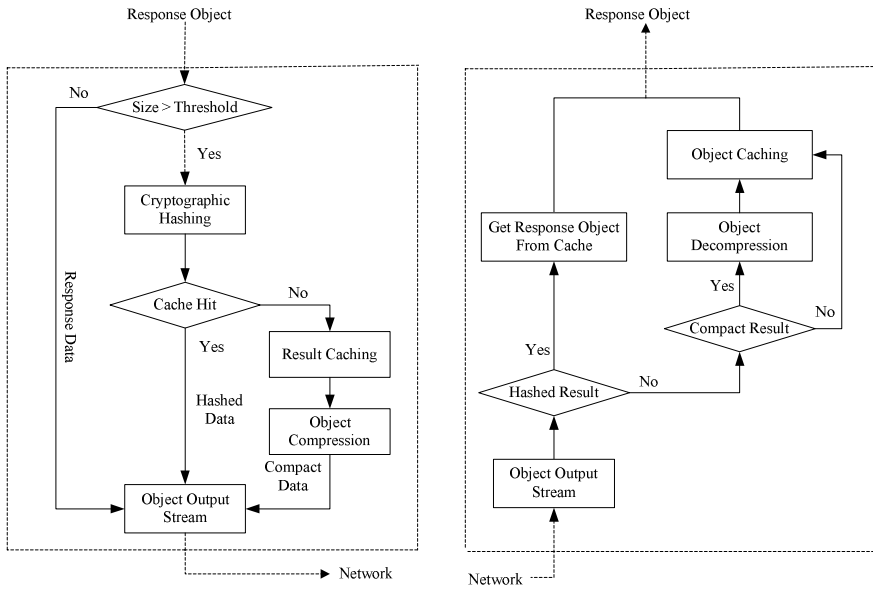 Response Object
No
Size > Threshold
Yes
Cryptographic
Hashing
Response Data
Cache Hit
No
Yes
Result Caching
Hashed
Data
Object
Compression
Compact
Data
Object Output
Stream
Network
Response Object
Object Caching
Get Response Object
From Cache
Object
Decompression
Yes
No
Compact Result
Yes
No
Hashed Result
Object Output
Stream
Network